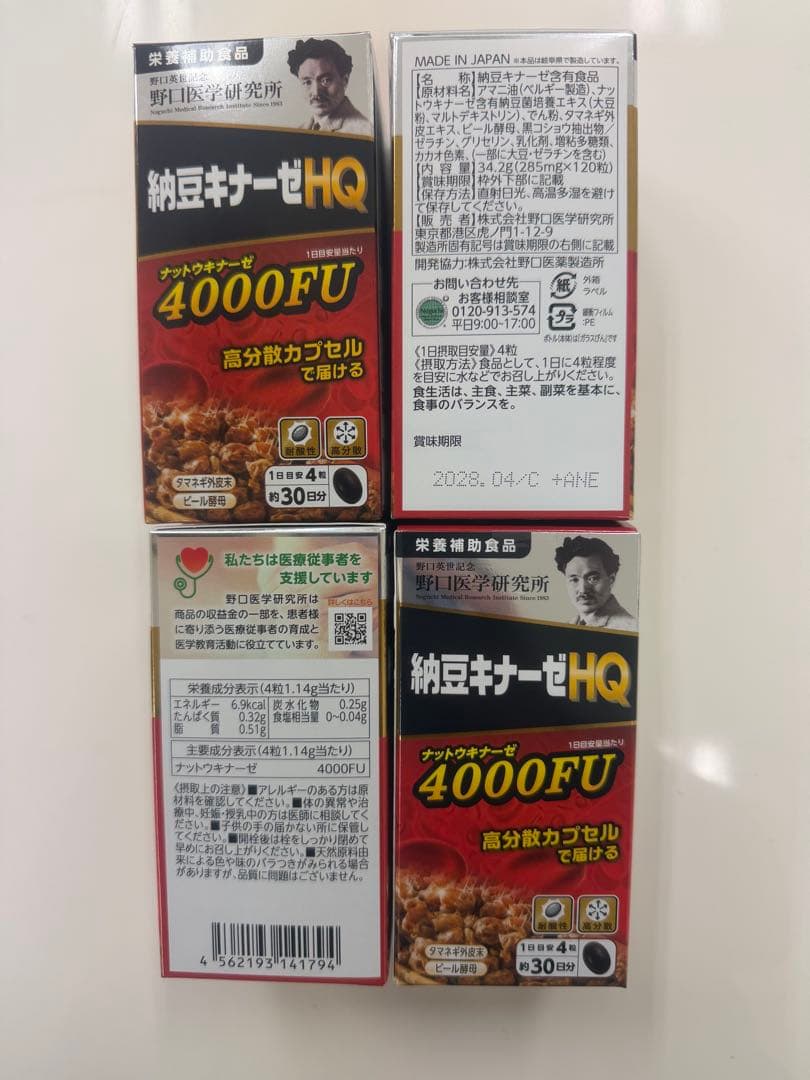 栄養補助食品
野口英世記念
野口医学研究所
Noguchi Medical Research Institute Since 1983
納豆キナーゼHQ
1日目安量当たり
ナットウキナーゼ
4000FU
高分散カプセル
で届ける
耐酸性
高分散
タマネギ外皮末
ビール酵母
1日目安4粒
約30日分
MADE IN JAPAN ※本品は岐阜県で製造しています。
【名 称】納豆キナーゼ含有食品
【原材料名】アマニ油(ベルギー製造)、ナッ
トウキナーゼ含有納豆菌培養エキス(大豆
粉、マルトデキストリン)、でん粉、タマネギ外
皮エキス、ビール酵母、黒コショウ抽出物／
ゼラチン、グリセリン、乳化剤、増粘多糖類、
カカオ色素、(一部に大豆・ゼラチンを含む)
【内 容 量】34.2g(285mg×120粒)
【賞味期限】枠外下部に記載
【保存方法】直射日光、高温多湿を避け
て保存してください。
【販 売 者】株式会社野口医学研究所
東京都港区虎ノ門1-12-9
製造所固有記号は賞味期限の右側に記載
開発協力:株式会社野口医薬製造所
お問い合わせ先
お客様相談室
0120-913-574
平日9:00~17:00
Noguchi
紙
外箱
ラベル
プラ
:PE
ボトル(本体)は「ガラスびん」です
《1日摂取目安量》4粒
《摂取方法》食品として、1日に4粒程度
を目安に水などでお召し上がりください。
食生活は、主食、主菜、副菜を基本に、
食事のバランスを。
賞味期限
2028.04/C +ANE
私たちは医療従事者を
支援しています
野口医学研究所は
商品の収益金の一部を、患者様
に寄り添う医療従事者の育成と
医学教育活動に役立てています。
詳しくはこちら
栄養成分表示(4粒1.14g当たり)
エネルギー 6.9kcal 炭水化物 0.25g
たんぱく質 0.32g 食塩相当量 0~0.04g
脂 質 0.51g
主要成分表示(4粒1.14g当たり)
ナットウキナーゼ 4000FU
《摂取上の注意》■アレルギーのある方は原
材料を確認してください。■体の異常や治
療中、妊娠・授乳中の方は医師に相談してく
ださい。■子供の手の届かない所に保管し
てください。■開栓後は栓をしっかり閉めて
早めにお召し上がりください。■天然原料由
来による色や味のバラつきがみられる場合
がありますが、品質に問題はございません。
4 562193 141794
栄養補助食品
野口英世記念
野口医学研究所
Noguchi Medical Research Institute Since 1983
納豆キナーゼHQ
1日目安量当たり
ナットウキナーゼ
4000FU
高分散カプセル
で届ける
耐酸性
高分散
タマネギ外皮末
ビール酵母
1日目安4粒
約30日分